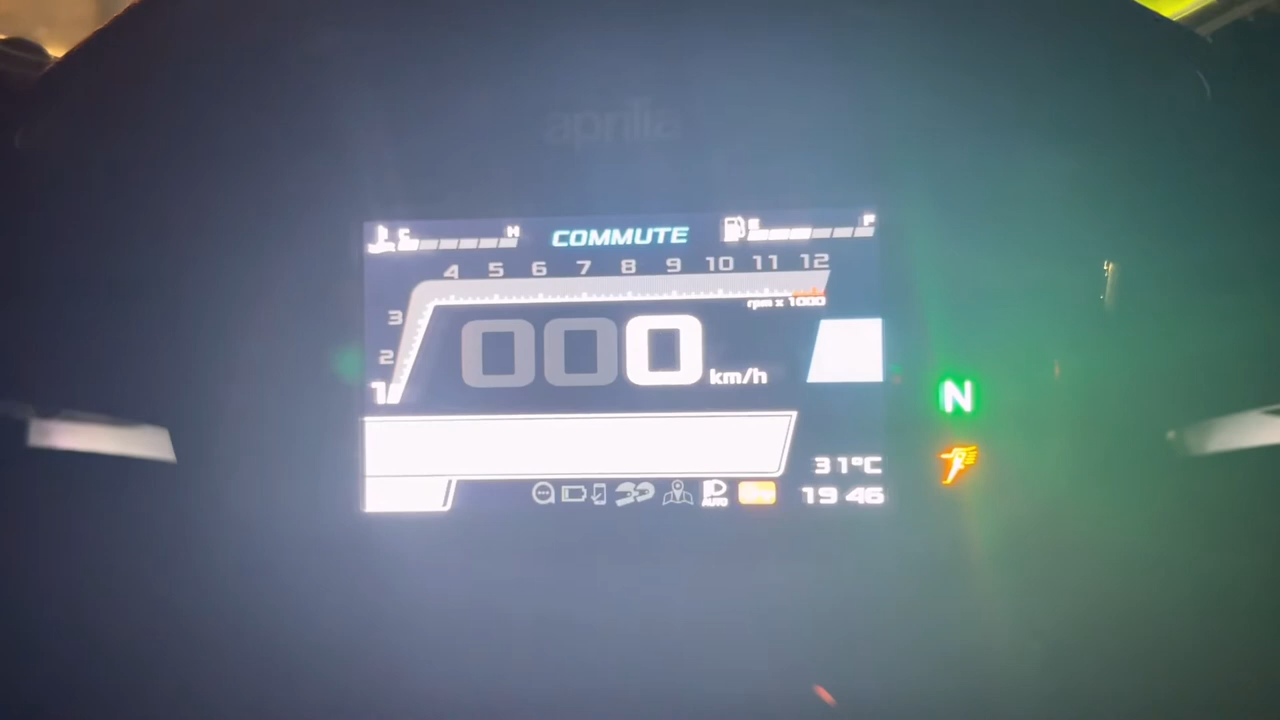 aprilia
C H
COMMUTE
E F
4 5 6 7 8 9 10 11 12
rpm x 1000
3
2
1
000 km/h
N
31°C
AUTO
19 46